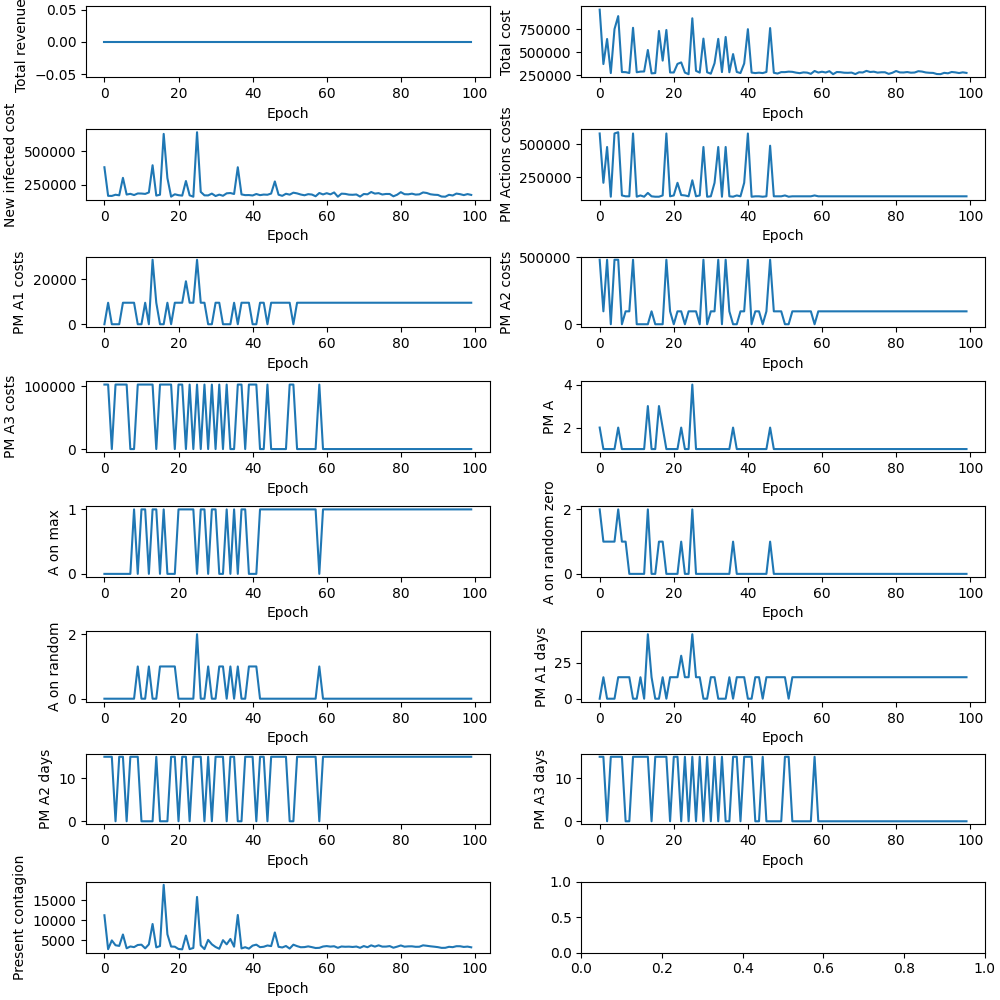 Total revenue
0.05
0.00
−0.05
0 20 40 60 80 100
Epoch
Total cost
750000
500000
250000
0 20 40 60 80 100
Epoch
New infected cost
500000
250000
0 20 40 60 80 100
Epoch
PM Actions costs
500000
250000
0 20 40 60 80 100
Epoch
PM A1 costs
20000
0
0 20 40 60 80 100
Epoch
PM A2 costs
500000
0
0 20 40 60 80 100
Epoch
PM A3 costs
100000
0
0 20 40 60 80 100
Epoch
PM A
4
2
0 20 40 60 80 100
Epoch
A on max
1
0
0 20 40 60 80 100
Epoch
A on random zero
2
0
0 20 40 60 80 100
Epoch
A on random
2
0
0 20 40 60 80 100
Epoch
PM A1 days
25
0
0 20 40 60 80 100
Epoch
PM A2 days
10
0
0 20 40 60 80 100
Epoch
PM A3 days
10
0
0 20 40 60 80 100
Epoch
Present contagion
15000
10000
5000
0 20 40 60 80 100
Epoch
1.0
0.5
0.0
0.0 0.2 0.4 0.6 0.8 1.0